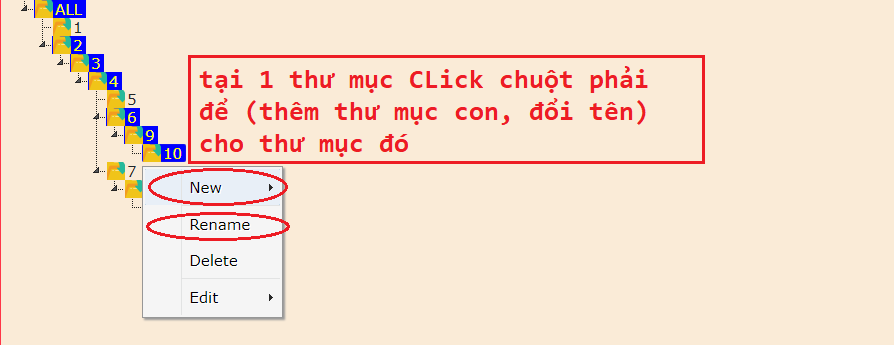 ALL
1
2
3
4
5
6
9
10
7
tại 1 thư mục CLick chuột phải
để (thêm thư mục con, đổi tên)
cho thư mục đó
New
Rename
Delete
Edit